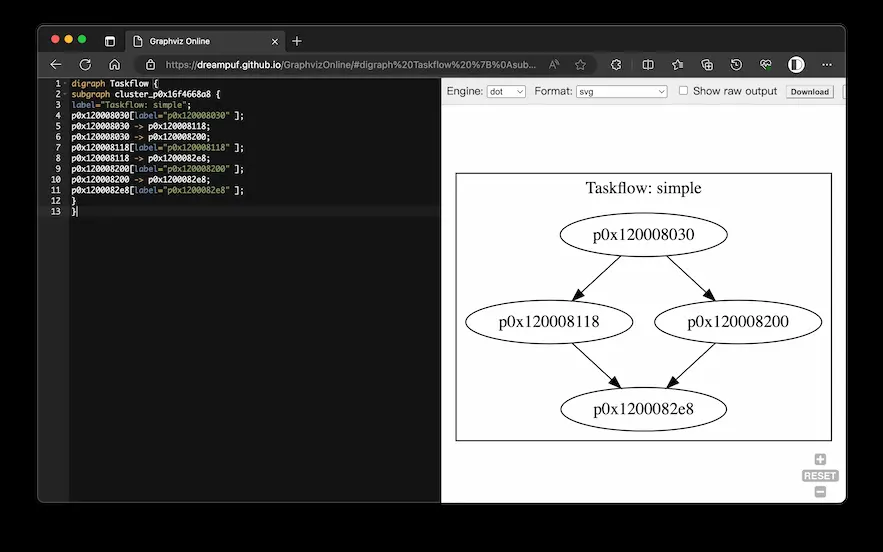 Graphviz Online
https://dreampuf.github.io/GraphvizOnline/#digraph%20Taskflow%20%7B%0Asub...
1 digraph Taskflow {
2 subgraph cluster_p0x16f4668a8 {
3 label="Taskflow: simple";
4 p0x120008030[label="p0x120008030" ];
5 p0x120008030 -> p0x120008118;
6 p0x120008030 -> p0x120008200;
7 p0x120008118[label="p0x120008118" ];
8 p0x120008118 -> p0x1200082e8;
9 p0x120008200[label="p0x120008200" ];
10 p0x120008200 -> p0x1200082e8;
11 p0x1200082e8[label="p0x1200082e8" ];
12 }
13 }
Engine: dot Format: svg Show raw output Download
Taskflow: simple
p0x120008030
p0x120008118 p0x120008200
p0x1200082e8
RESET